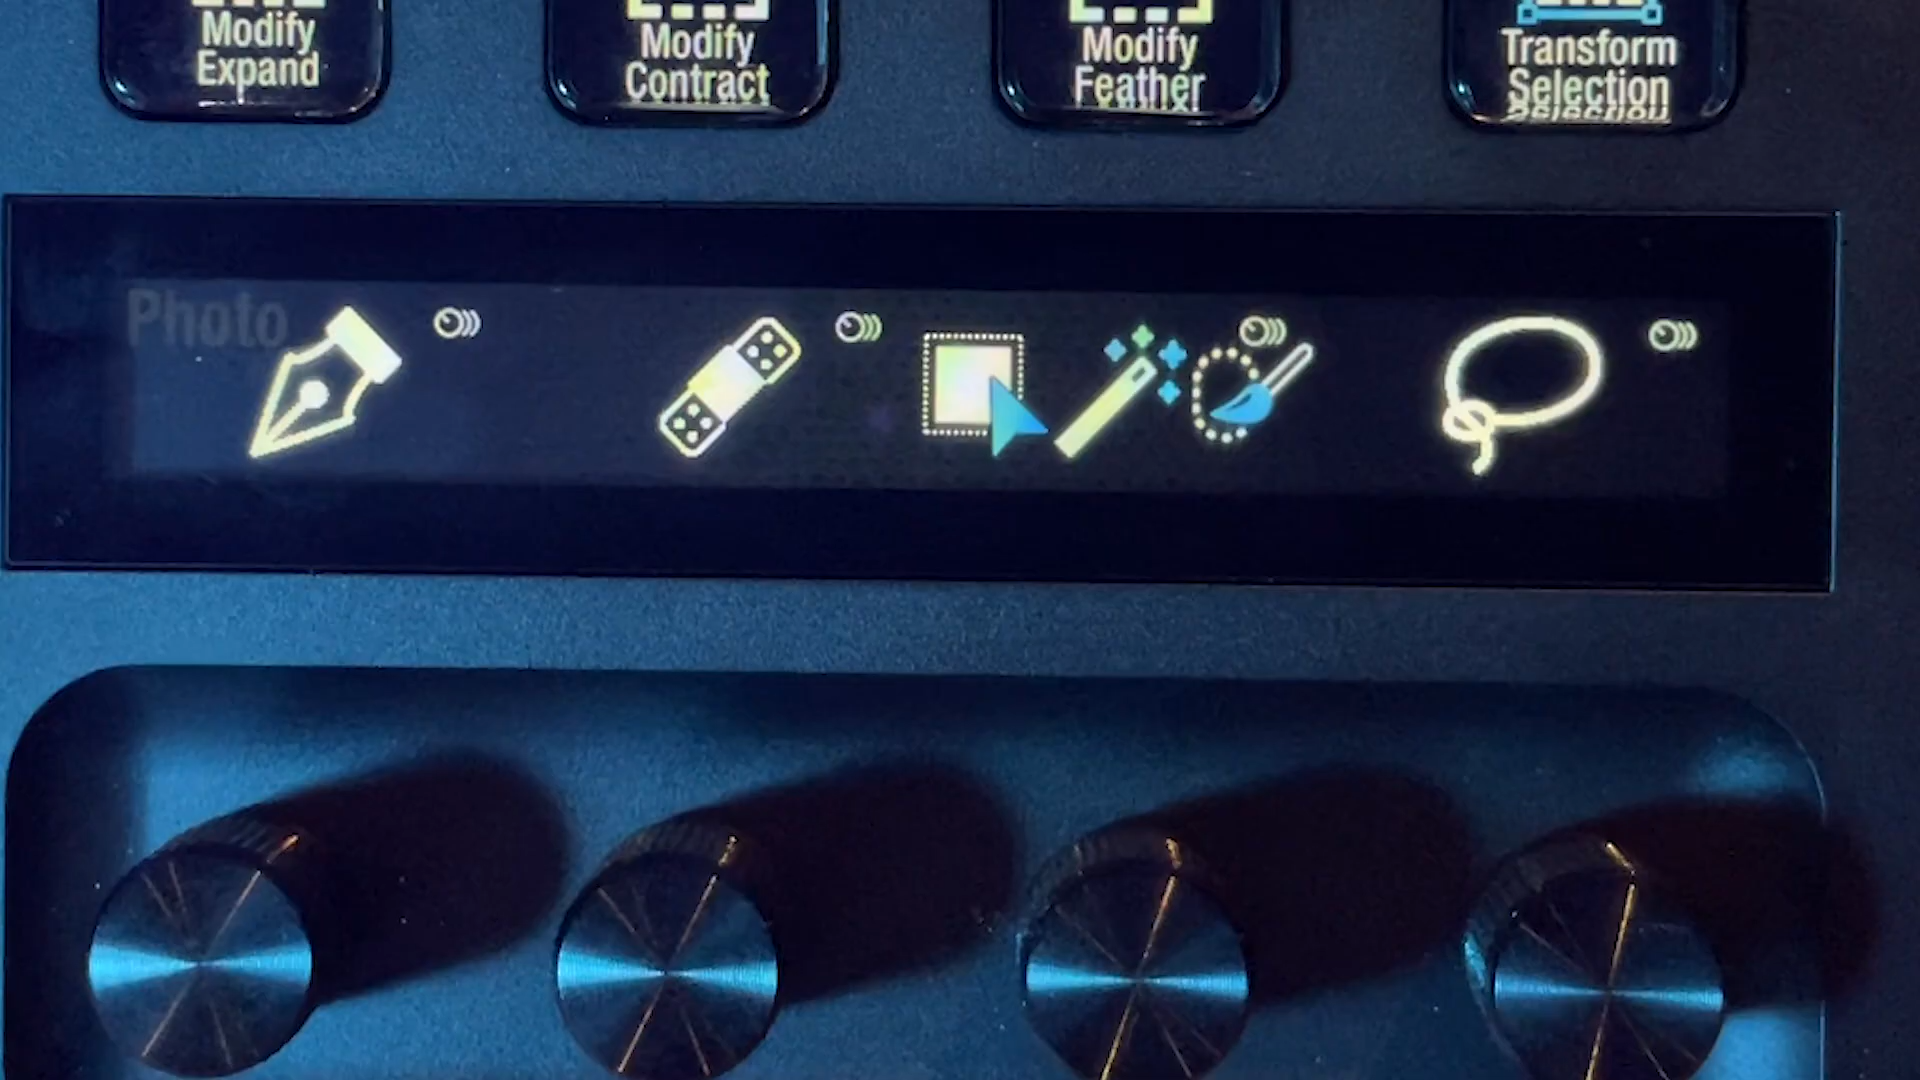 Modify
Expand
Modify
Contract
Modify
Feather
Transform
Selection
Photo